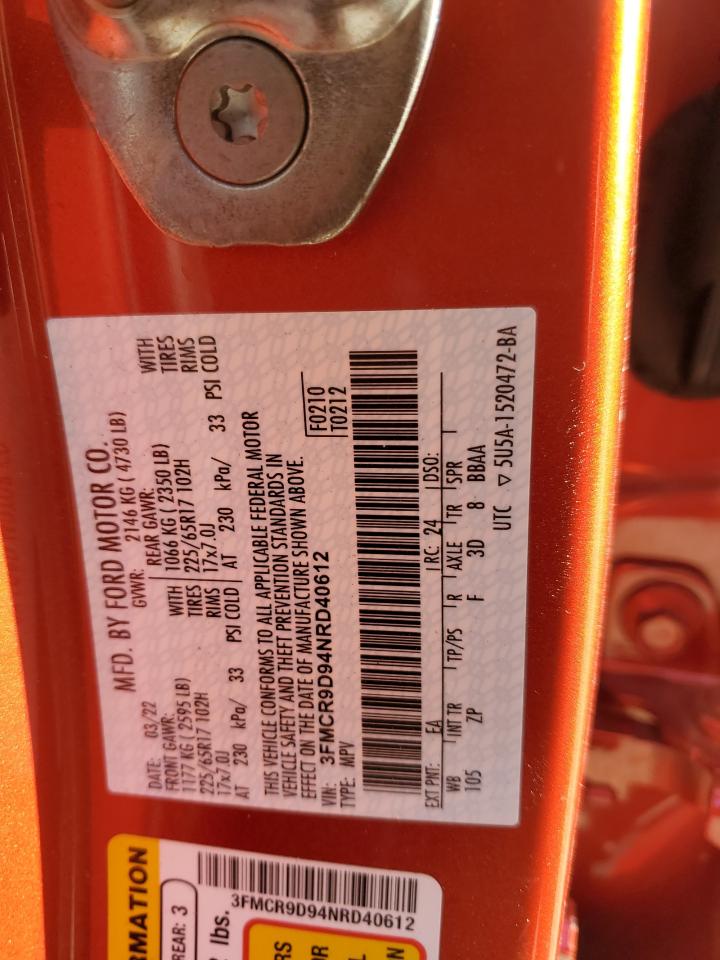 MFD. BY FORD MOTOR CO.
DATE: 03/22 GVWR: 2146 KG ( 4730 LB)
FRONT GAWR: REAR GAWR:
1177 KG ( 2595 LB) WITH 1066 KG ( 2350 LB) WITH
225/65R17 102H TIRES 225/65R17 102H TIRES
17x7.0J RIMS 17x7.0J RIMS
AT 230 kPa/ 33 PSI COLD AT 230 kPa/ 33 PSI COLD
THIS VEHICLE CONFORMS TO ALL APPLICABLE FEDERAL MOTOR
VEHICLE SAFETY AND THEFT PREVENTION STANDARDS IN
EFFECT ON THE DATE OF MANUFACTURE SHOWN ABOVE.
VIN: 3FMCR9D94NRD40612 F0210
TYPE: MPV T0212
EXT PNT: EA RC: 24 DSO:
WB INT TR TP/PS R AXLE TR SPR
105 ZP F 3D 8 BBAA
UTC ▽ 5U5A-1520472-BA
RMATION
REAR: 3
lbs.
3FMCR9D94NRD40612
RS
OR
L
N